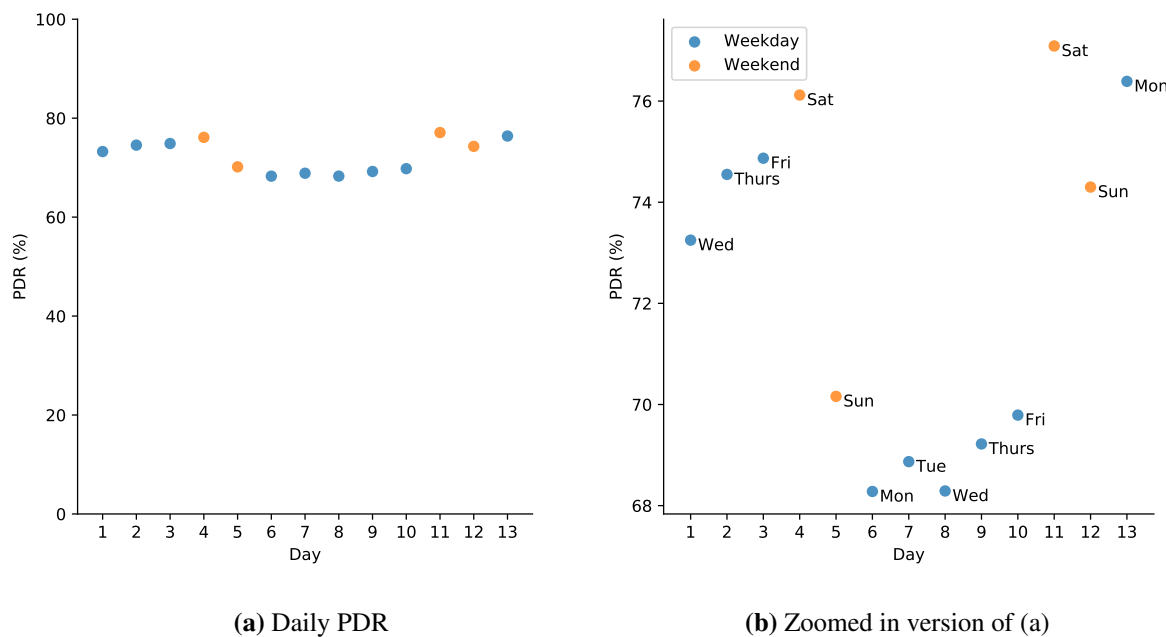 100
80
60
40
20
0
PDR (%)
1 2 3 4 5 6 7 8 9 10 11 12 13
Day
(a) Daily PDR
Weekday
Weekend
76
74
72
70
68
PDR (%)
Wed
Thurs
Fri
Sat
Sun
Mon
Tue
Wed
Thurs
Fri
Sat
Sun
Mon
1 2 3 4 5 6 7 8 9 10 11 12 13
Day
(b) Zoomed in version of (a)